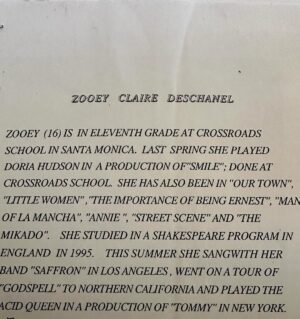 ZOOEY CLAIRE DESCHANEL
ZOOEY (16) IS IN ELEVENTH GRADE AT CROSSROADS
SCHOOL IN SANTA MONICA. LAST SPRING SHE PLAYED
DORIA HUDSON IN A PRODUCTION OF "SMILE"; DONE AT
CROSSROADS SCHOOL. SHE HAS ALSO BEEN IN "OUR TOWN",
"LITTLE WOMEN", "THE IMPORTANCE OF BEING ERNEST", "MAN
OF LA MANCHA", "ANNIE", "STREET SCENE" AND "THE
MIKADO". SHE STUDIED IN A SHAKESPEARE PROGRAM IN
ENGLAND IN 1995. THIS SUMMER SHE SANGWITH HER
BAND "SAFFRON" IN LOS ANGELES, WENT ON A TOUR OF
"GODSPELL" TO NORTHERN CALIFORNIA AND PLAYED THE
ACID QUEEN IN A PRODUCTION OF "TOMMY" IN NEW YORK.